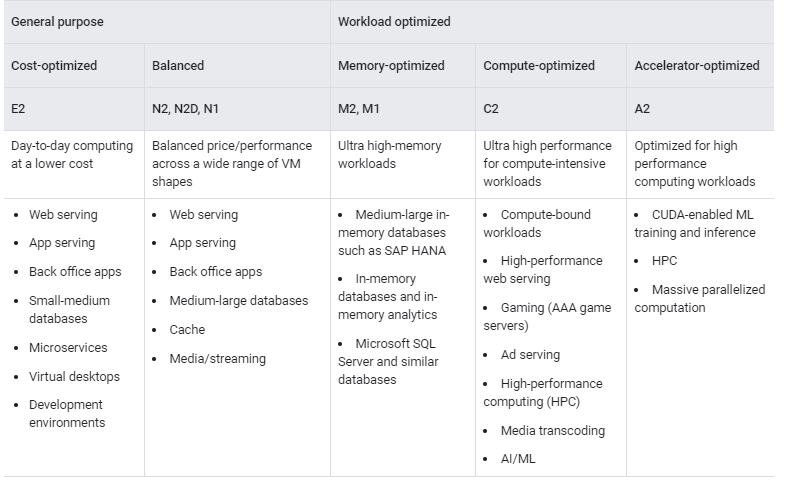 General purpose
Workload optimized
Cost-optimized
Balanced
Memory-optimized
Compute-optimized
Accelerator-optimized
E2
N2, N2D, N1
M2, M1
C2
A2
Day-to-day computing
at a lower cost
Balanced price/performance
across a wide range of VM
shapes
Ultra high-memory
workloads
Ultra high performance
for compute-intensive
workloads
Optimized for high
performance
computing workloads
• Web serving
• App serving
• Back office apps
• Small-medium
databases
• Microservices
• Virtual desktops
• Development
environments
• Web serving
• App serving
• Back office apps
• Medium-large databases
• Cache
• Media/streaming
• Medium-large in-
memory databases
such as SAP HANA
• In-memory
databases and in-
memory analytics
• Microsoft SQL
Server and similar
databases
• Compute-bound
workloads
• High-performance
web serving
• Gaming (AAA game
servers)
• Ad serving
• High-performance
computing (HPC)
• Media transcoding
• AI/ML
• CUDA-enabled ML
training and inference
• HPC
• Massive parallelized
computation